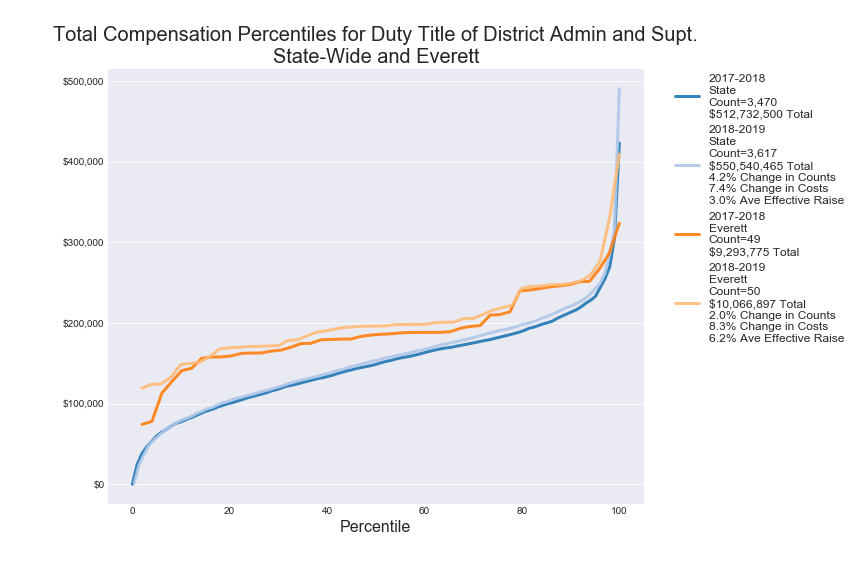 Total Compensation Percentiles for Duty Title of District Admin and Supt.
State-Wide and Everett
$500,000
$400,000
$300,000
$200,000
$100,000
$0
0 20 40 60 80 100
Percentile
2017-2018
State
Count=3,470
$512,732,500 Total
2018-2019
State
Count=3,617
$550,540,465 Total
4.2% Change in Counts
7.4% Change in Costs
3.0% Ave Effective Raise
2017-2018
Everett
Count=49
$9,293,775 Total
2018-2019
Everett
Count=50
$10,066,897 Total
2.0% Change in Counts
8.3% Change in Costs
6.2% Ave Effective Raise